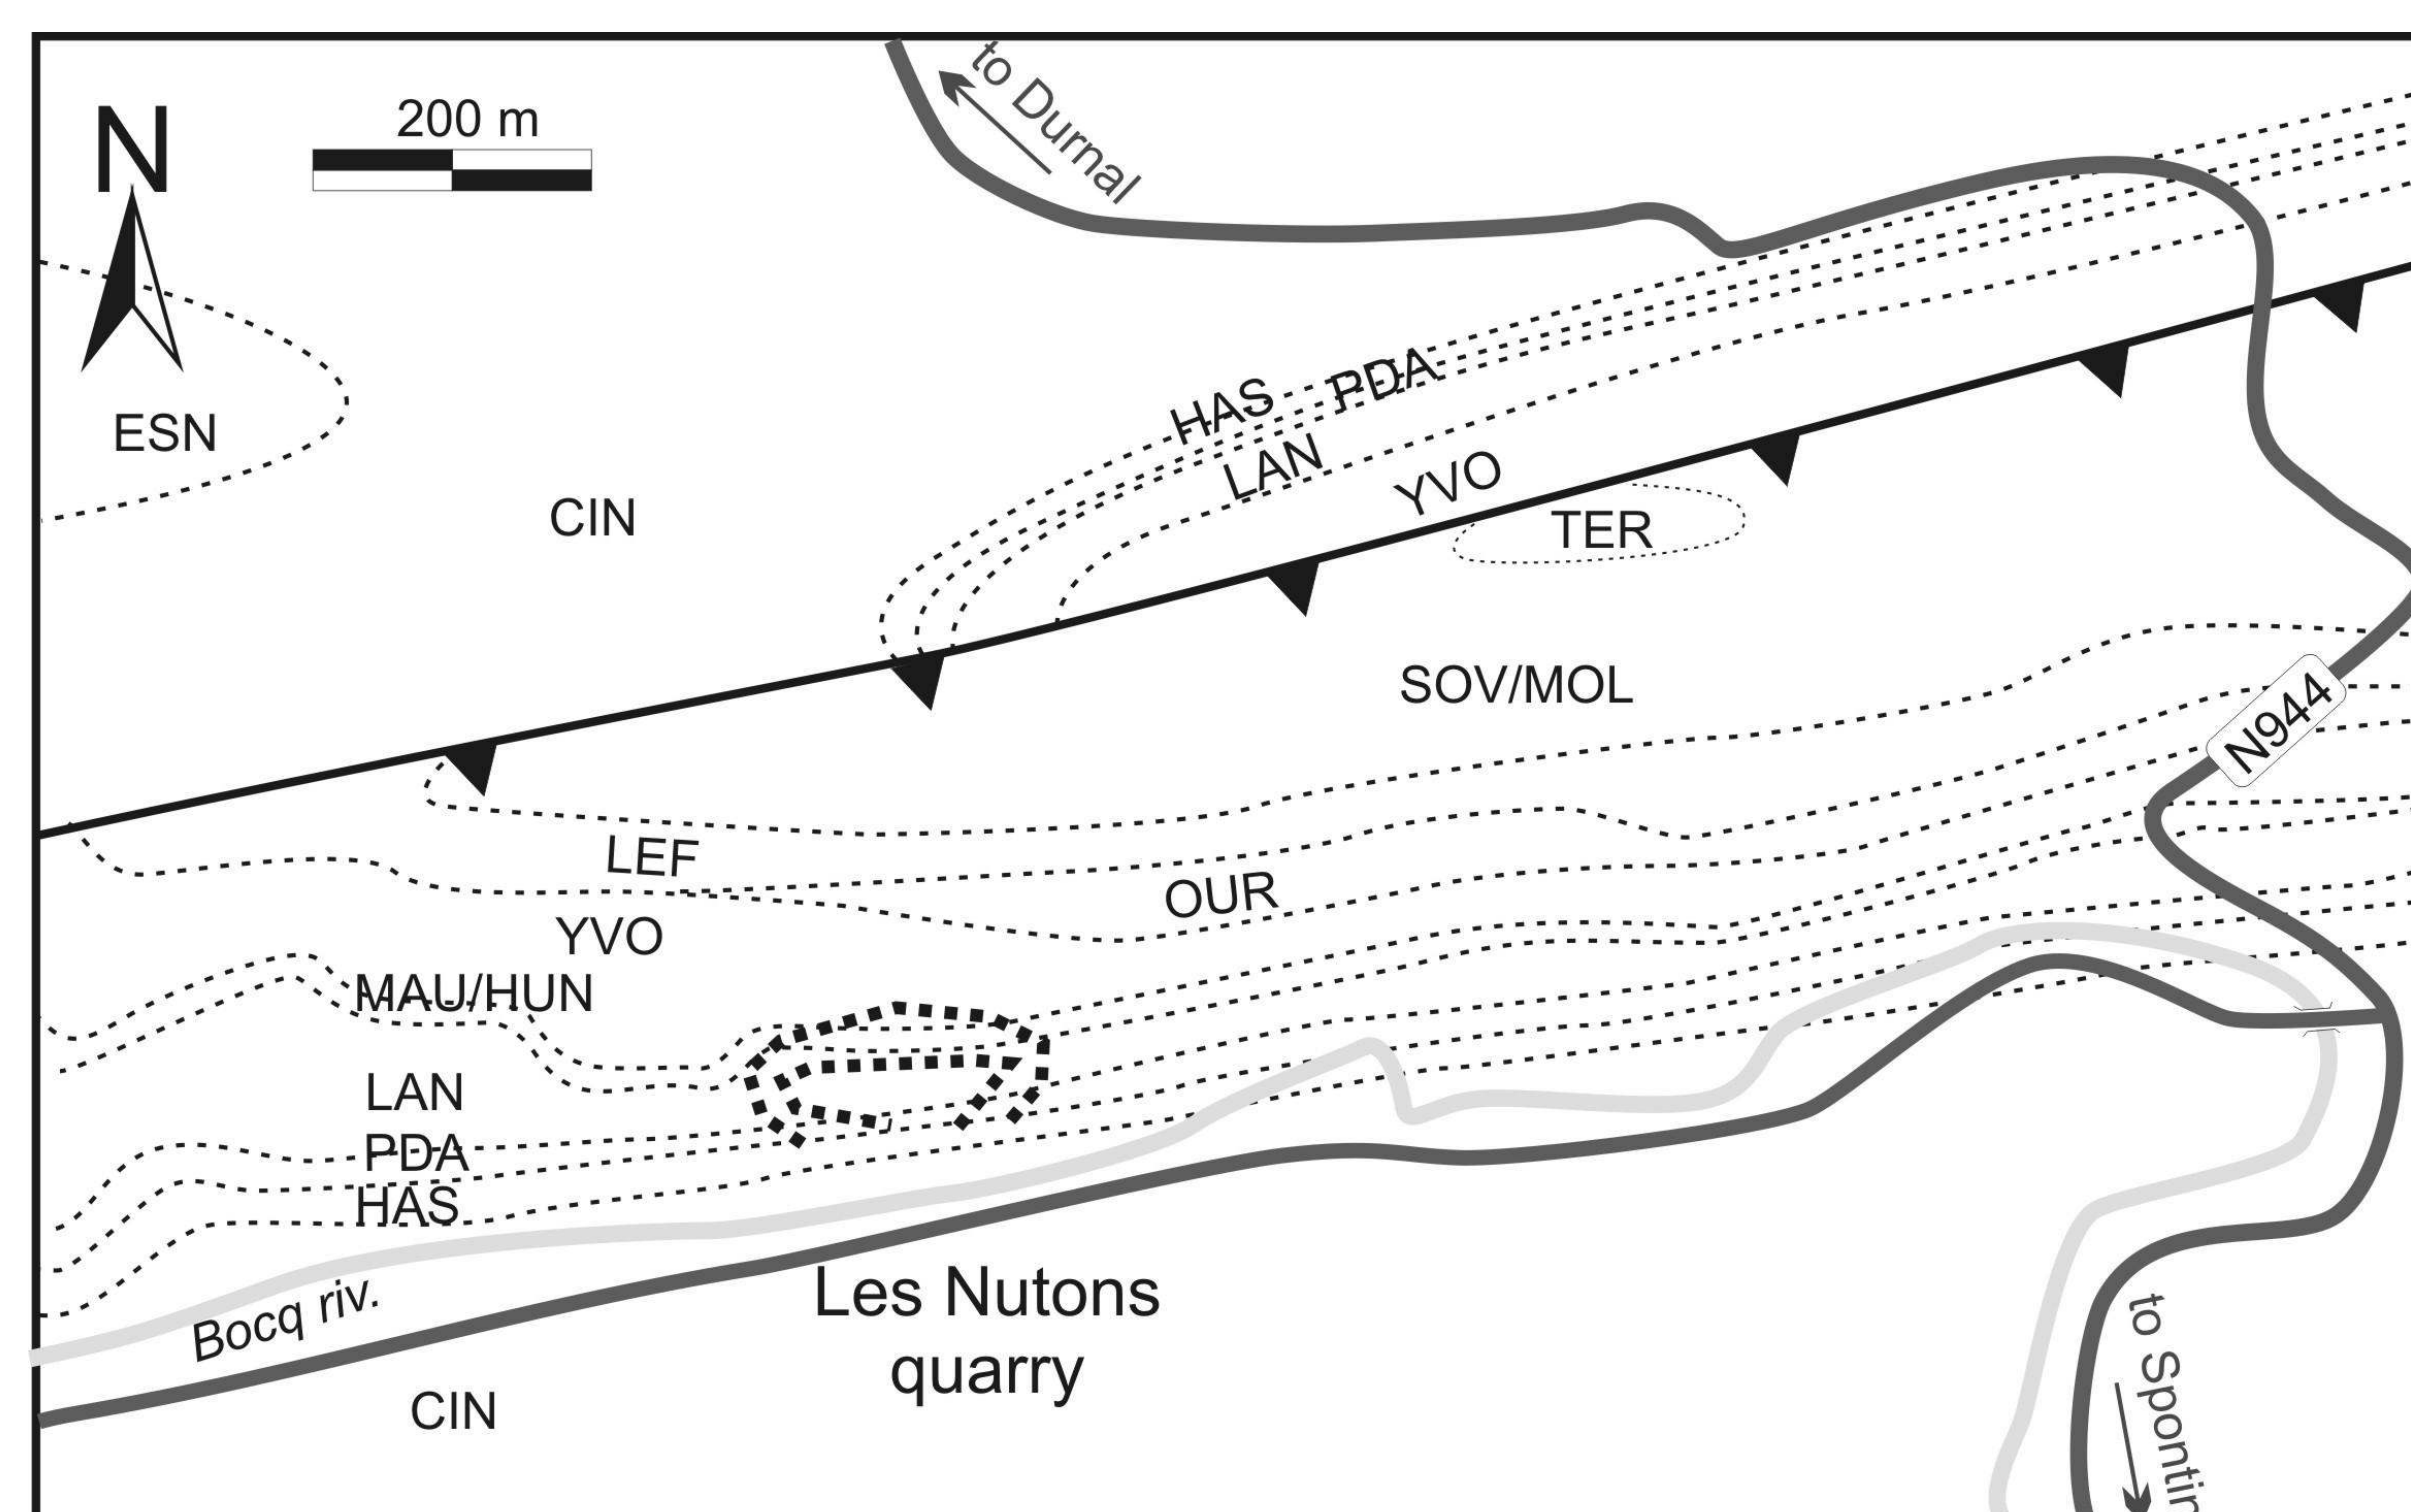 to Durnal
N
200 m
HAS
PDA
ESN
LAN
YVO
CIN
TER
SOV/MOL
N944
LEF
OUR
YVO
MAU/HUN
LAN
PDA
HAS
Les Nutons
quarry
Bocq riv.
to Spontin
CIN